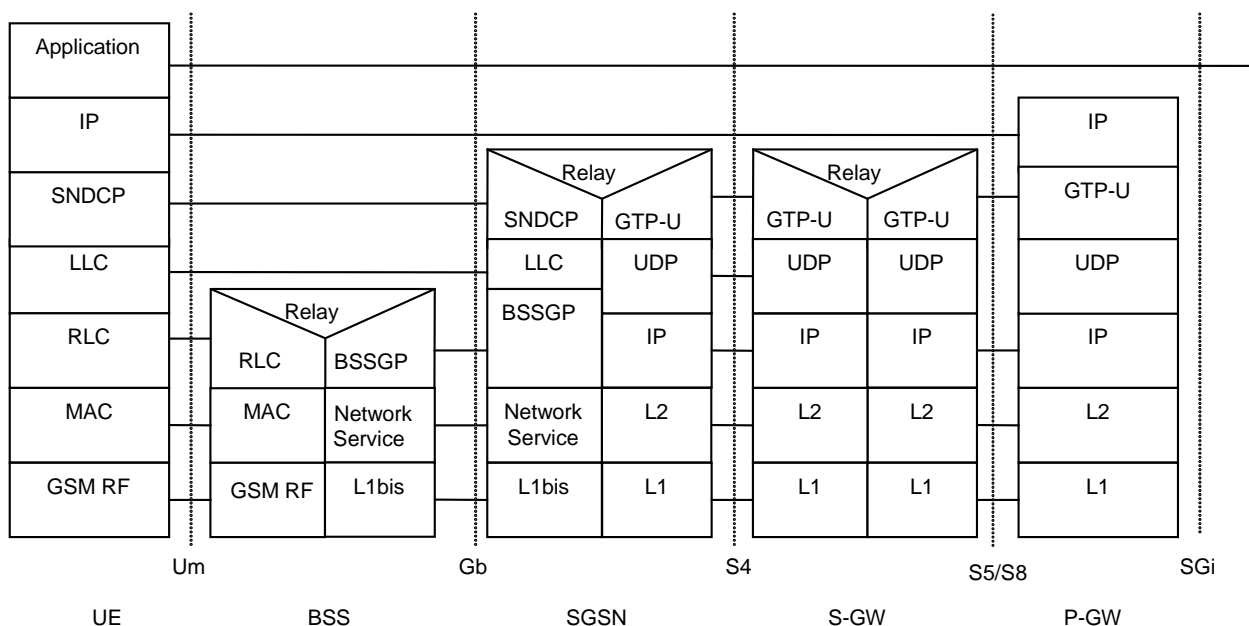 Application
IP
IP
Relay
Relay
SNDCP
GTP-U
SNDCP
GTP-U
GTP-U
GTP-U
LLC
LLC
UDP
UDP
UDP
UDP
Relay
BSSGP
RLC
IP
IP
IP
IP
RLC
BSSGP
MAC
MAC
Network
Service
Network
Service
L2
L2
L2
L2
GSM RF
GSM RF
L1bis
L1bis
L1
L1
L1
L1
Um
Gb
S4
S5/S8
SGi
UE
BSS
SGSN
S-GW
P-GW